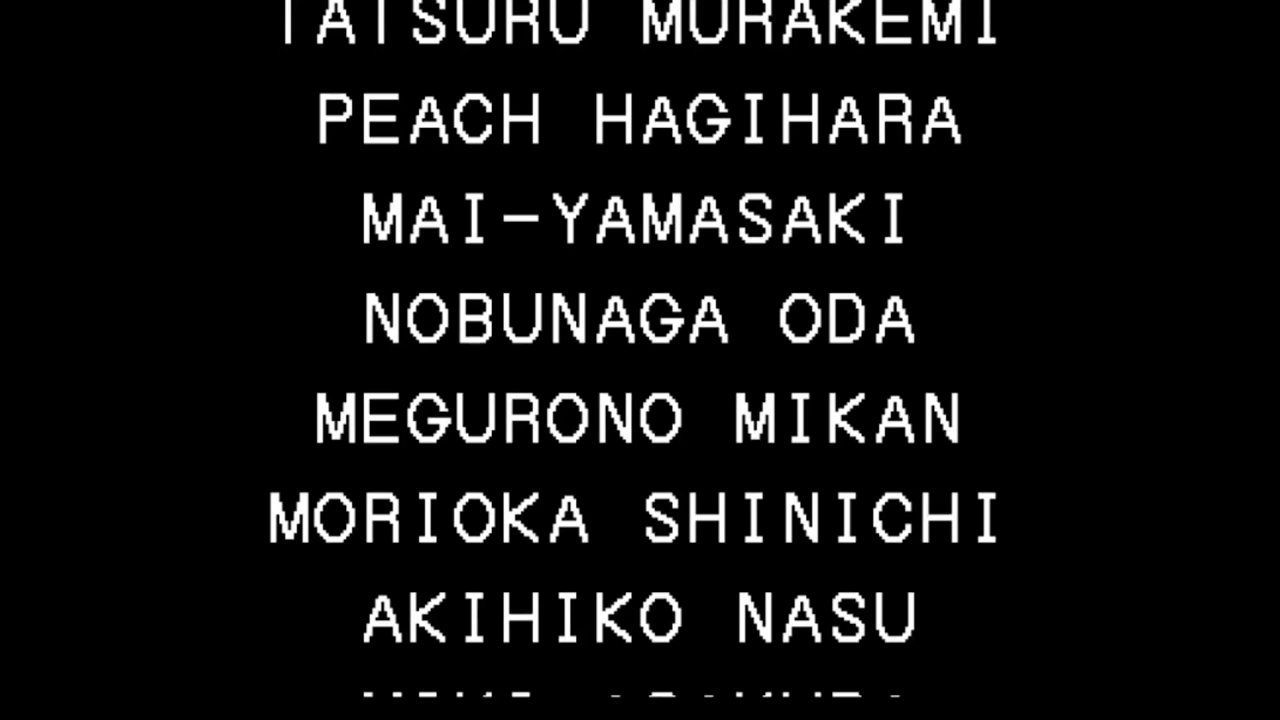 TATSURU MURAKEMI
PEACH HAGIHARA
MAI-YAMASAKI
NOBUNAGA ODA
MEGURONO MIKAN
MORIOKA SHINICHI
AKIHIKO NASU